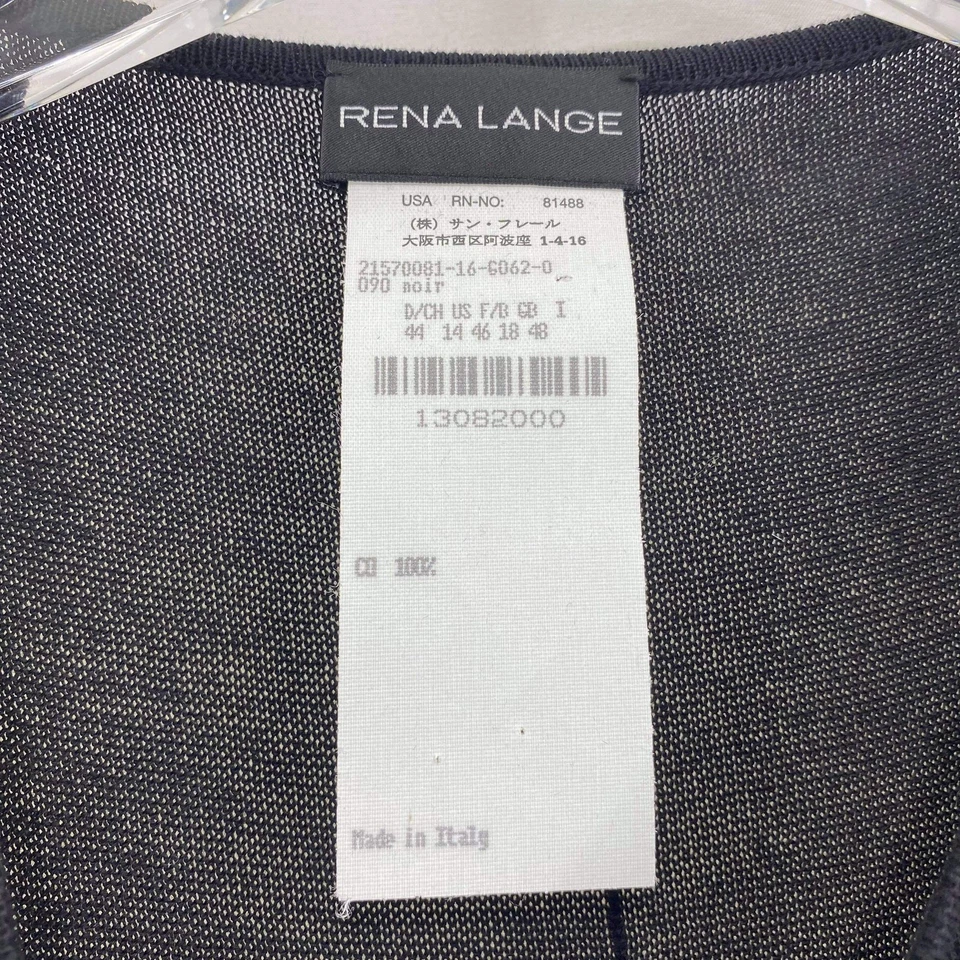 RENA LANGE
USA RN-NO: 81488
(株) サン・フレール
大阪市西区阿波座 1-4-16
21570081-16-G062-0
090 noir
D/CH US F/B GB I
44 14 46 18 48
13082000
CO 100%
Made in Italy